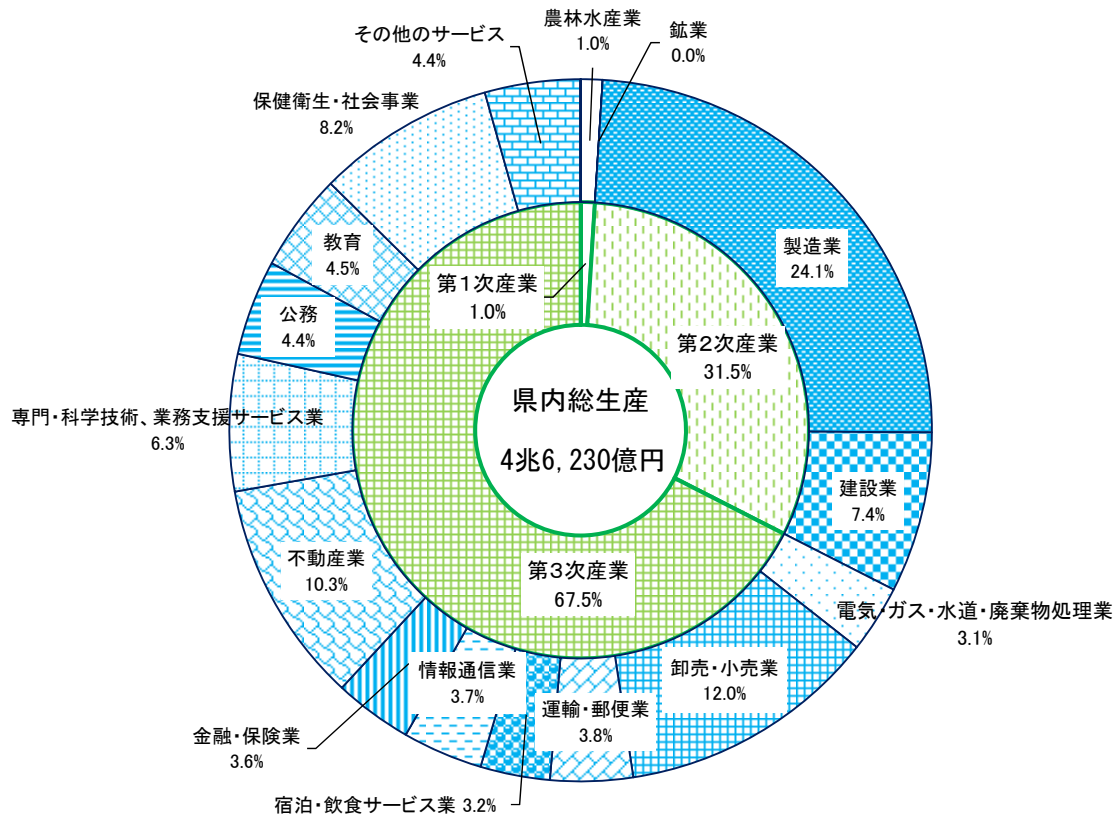 農林水産業
1.0%
鉱業
0.0%
製造業
24.1%
建設業
7.4%
電気・ガス・水道・廃棄物処理業
3.1%
卸売・小売業
12.0%
運輸・郵便業
3.8%
宿泊・飲食サービス業 3.2%
情報通信業
3.7%
金融・保険業
3.6%
不動産業
10.3%
専門・科学技術、業務支援サービス業
6.3%
公務
4.4%
教育
4.5%
保健衛生・社会事業
8.2%
その他のサービス
4.4%
第1次産業
1.0%
第2次産業
31.5%
第3次産業
67.5%
県内総生産
4兆6,230億円